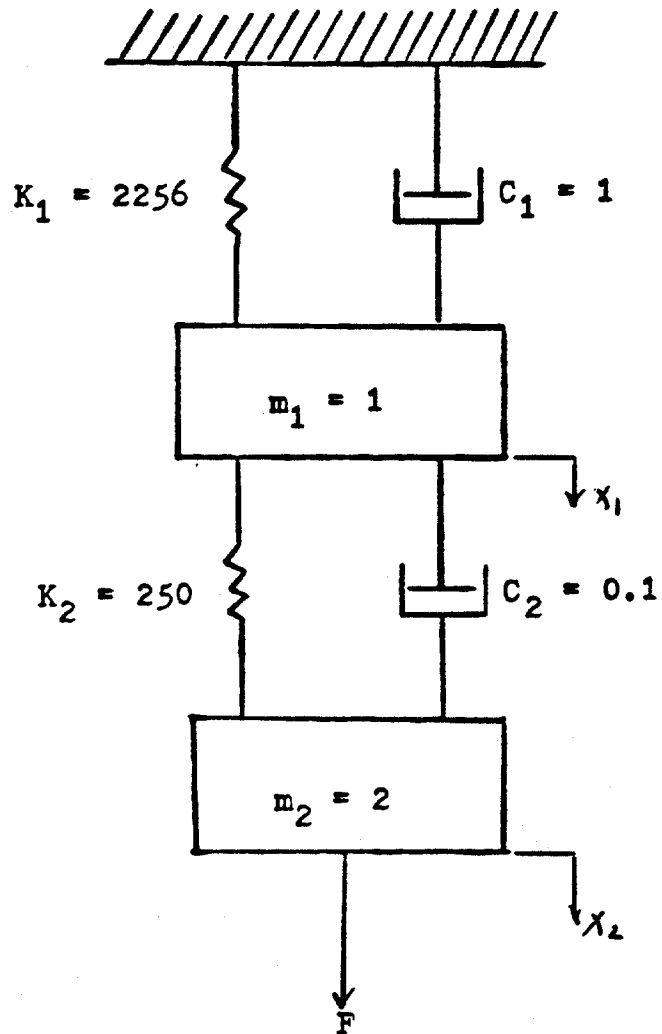 K₁ = 2256
C₁ = 1
m₁ = 1
x₁
K₂ = 250
C₂ = 0.1
m₂ = 2
x₂
F